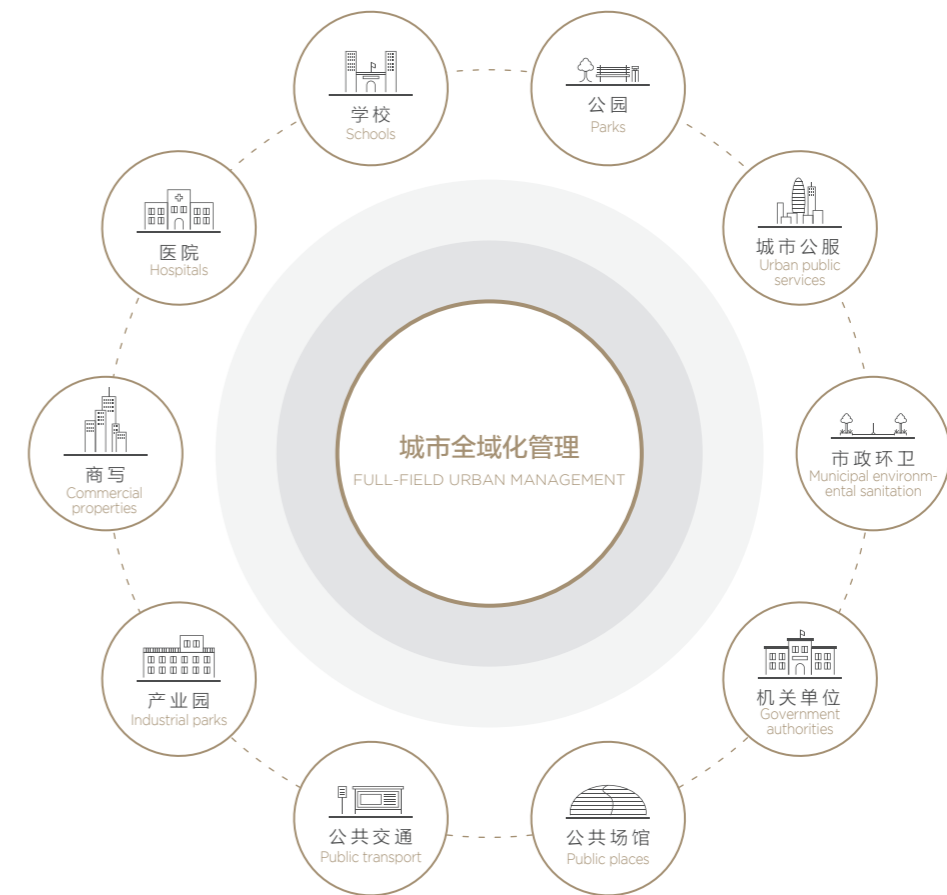 学校
Schools
公园
Parks
医院
Hospitals
城市公服
Urban public
services
城市全域化管理
FULL-FIELD URBAN MANAGEMENT
商写
Commercial
properties
市政环卫
Municipal environm-
ental sanitation
产业园
Industrial parks
机关单位
Government
authorities
公共交通
Public transport
公共场馆
Public places